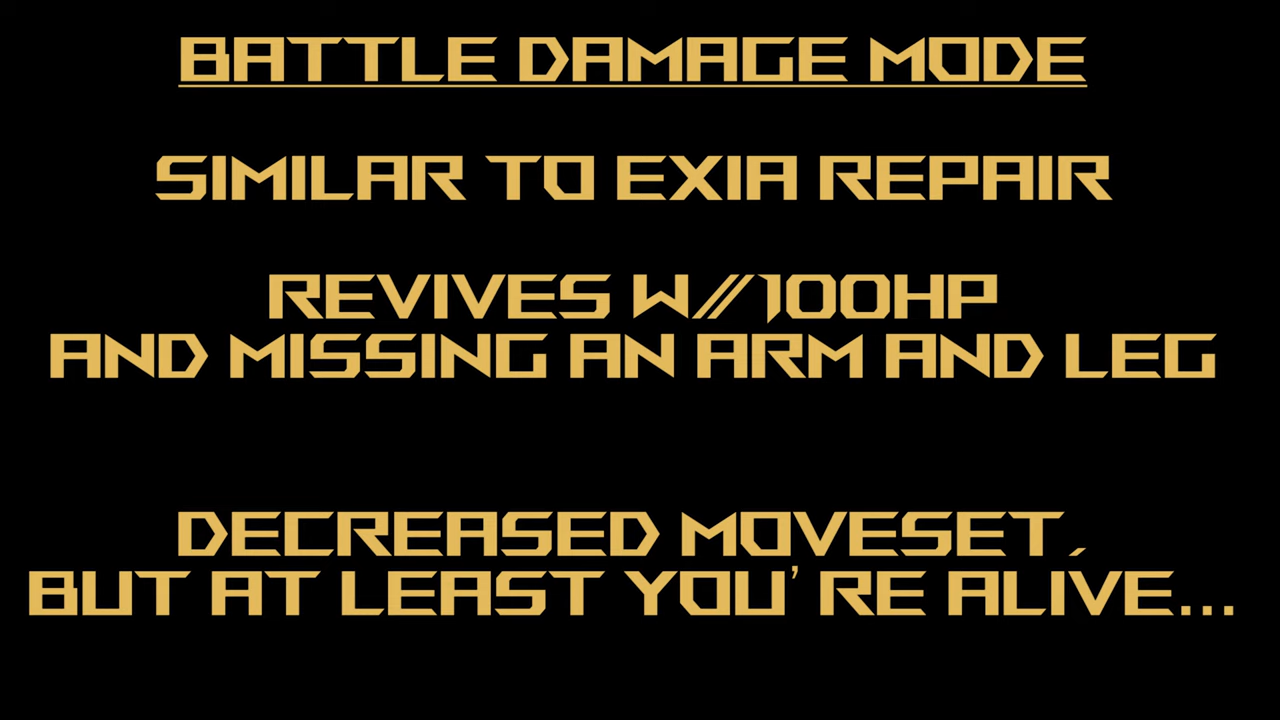 BATTLE DAMAGE MODE
SIMILAR TO EXIA REPAIR
REVIVES W//100HP
AND MISSING AN ARM AND LEG
DECREASED MOVESET,
BUT AT LEAST YOU'RE ALIVE...